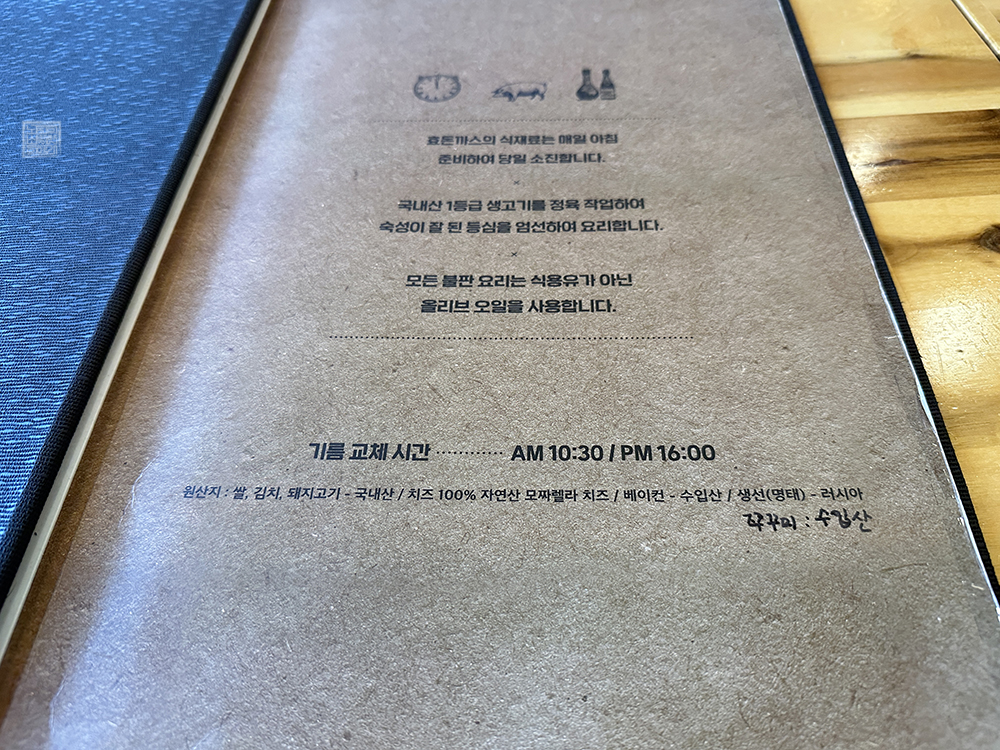 효돈까스의 식재료는 매일 아침
준비하여 당일 소진합니다.
×
국내산 1등급 생고기를 정육 작업하여
숙성이 잘 된 등심을 엄선하여 요리합니다.
×
모든 불판 요리는 식용유가 아닌
올리브 오일을 사용합니다.
기름 교체 시간 ············ AM 10:30 / PM 16:00
원산지 : 쌀, 김치, 돼지고기 - 국내산 / 치즈 100% 자연산 모짜렐라 치즈 / 베이컨 - 수입산 / 생선(명태) - 러시아
쭈꾸미 : 수입산